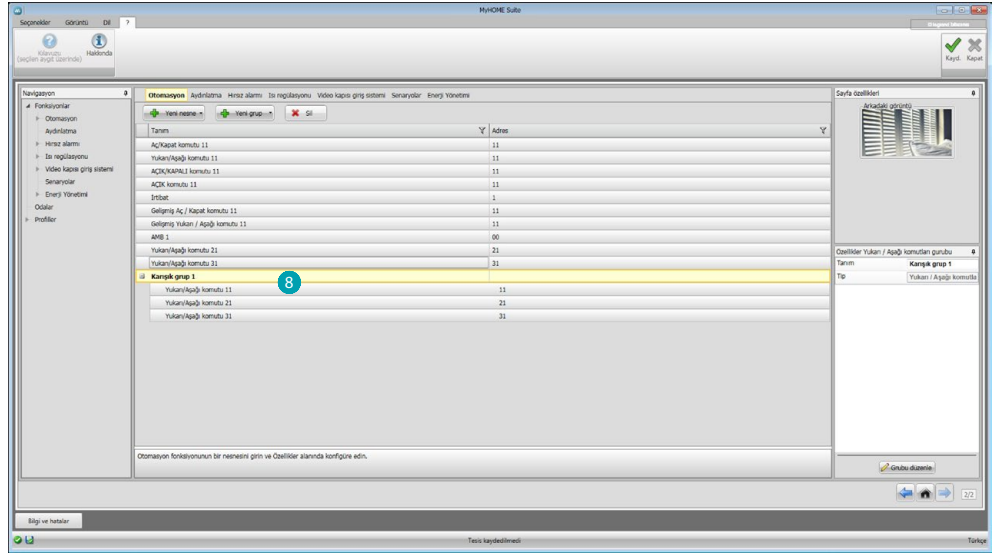 MyHOME Suite
Seçenekler Görüntü Dil ?
Kılavuzu
(seçilen aygıt üzerinde)
Hakkında
Kayd. Kapat
Navigasyon
Fonksiyonlar
Otomasyon
Aydınlatma
Hırsız alarmı
Isı regülasyonu
Video kapısı giriş sistemi
Senaryolar
Enerji Yönetimi
Odalar
Profiller
Otomasyon Aydınlatma Hırsız alarmı Isı regülasyonu Video kapısı giriş sistemi Senaryolar Enerji Yönetimi
Yeni nesne Yeni grup Sil
Tanım Adres
Aç/Kapat komutu 11 11
Yukarı/Aşağı komutu 11 11
AÇIK/KAPALI komutu 11 11
AÇIK komutu 11 11
İrtibat 1
Gelişmiş Aç / Kapat komutu 11 11
Gelişmiş Yukarı / Aşağı komutu 11 11
AMB 1 00
Yukarı/Aşağı komutu 21 21
Yukarı/Aşağı komutu 31 31
Karışık grup 1
8
Yukarı/Aşağı komutu 11 11
Yukarı/Aşağı komutu 21 21
Yukarı/Aşağı komutu 31 31
Otomasyon fonksiyonunun bir nesnesini girin ve Özellikler alanında konfigüre edin.
Sayfa özellikleri
Arkadaki görüntü
Özellikler Yukarı / Aşağı komutları gurubu
Tanım Karışık grup 1
Tip Yukarı / Aşağı komutla
Grubu düzenle
2/2
Bilgi ve hatalar
Tesis kaydedilmedi
Türkçe